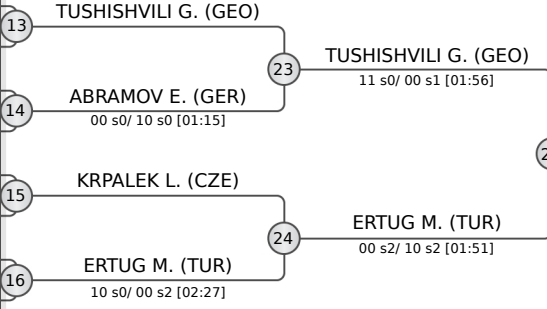 TUSHISHVILI G. (GEO)
13
TUSHISHVILI G. (GEO)
23
11 s0/ 00 s1 [01:56]
ABRAMOV E. (GER)
14
00 s0/ 10 s0 [01:15]
KRPALEK L. (CZE)
15
ERTUG M. (TUR)
24
00 s2/ 10 s2 [01:51]
ERTUG M. (TUR)
16
10 s0/ 00 s2 [02:27]